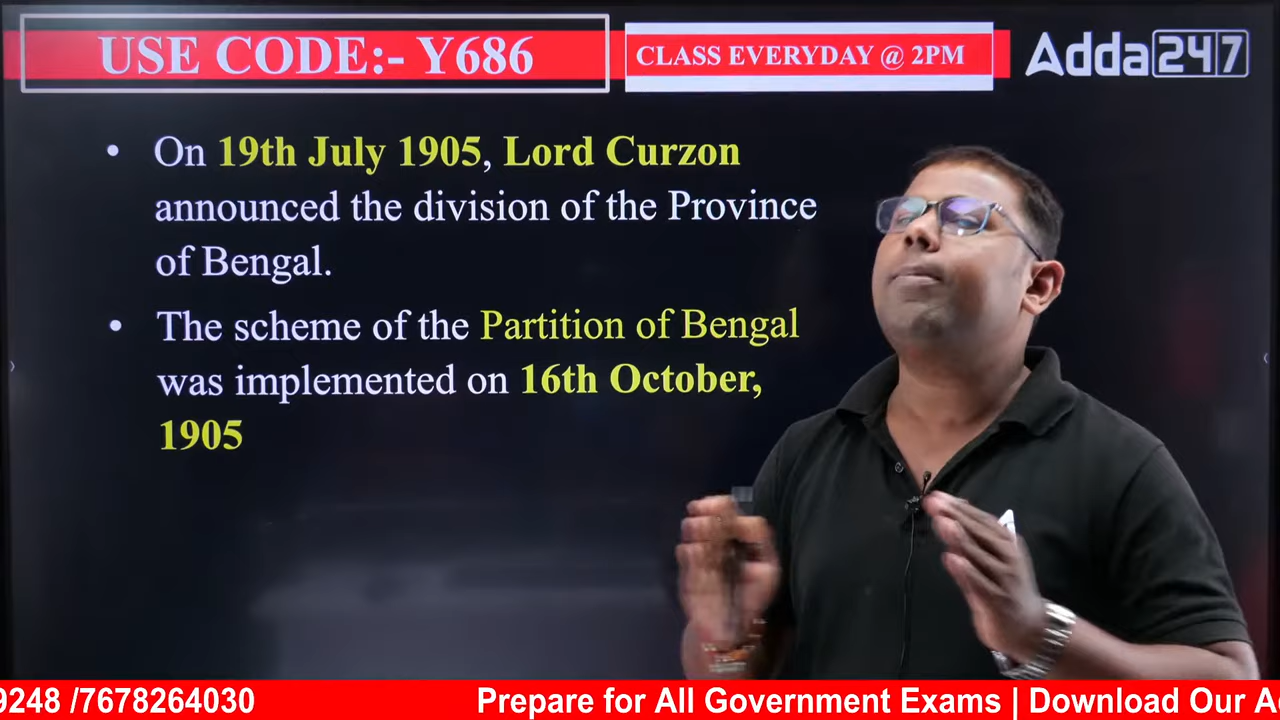 USE CODE:- Y686
CLASS EVERYDAY @ 2PM
Adda247
• On 19th July 1905, Lord Curzon
announced the division of the Province
of Bengal.
• The scheme of the Partition of Bengal
was implemented on 16th October,
1905
9248 /7678264030
Prepare for All Government Exams | Download Our